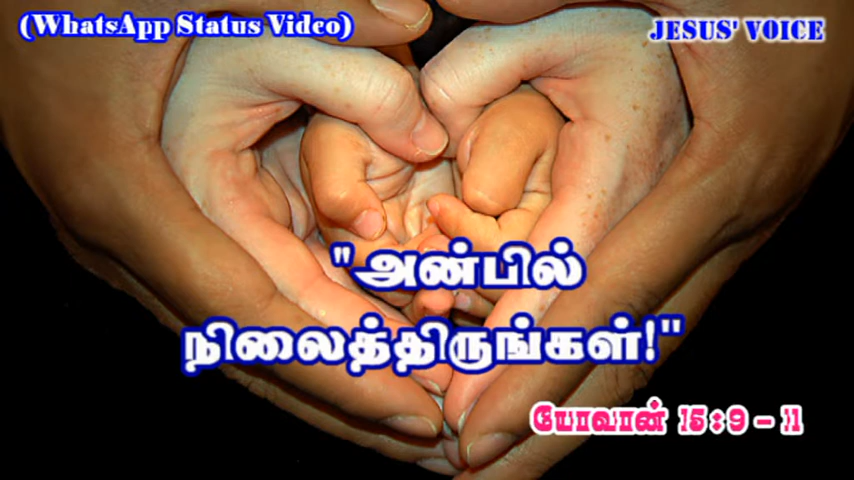 (WhatsApp Status Video)
JESUS' VOICE
"அன்பில்
நிலைத்திருங்கள்!"
யோவான் 15 : 9 - 11